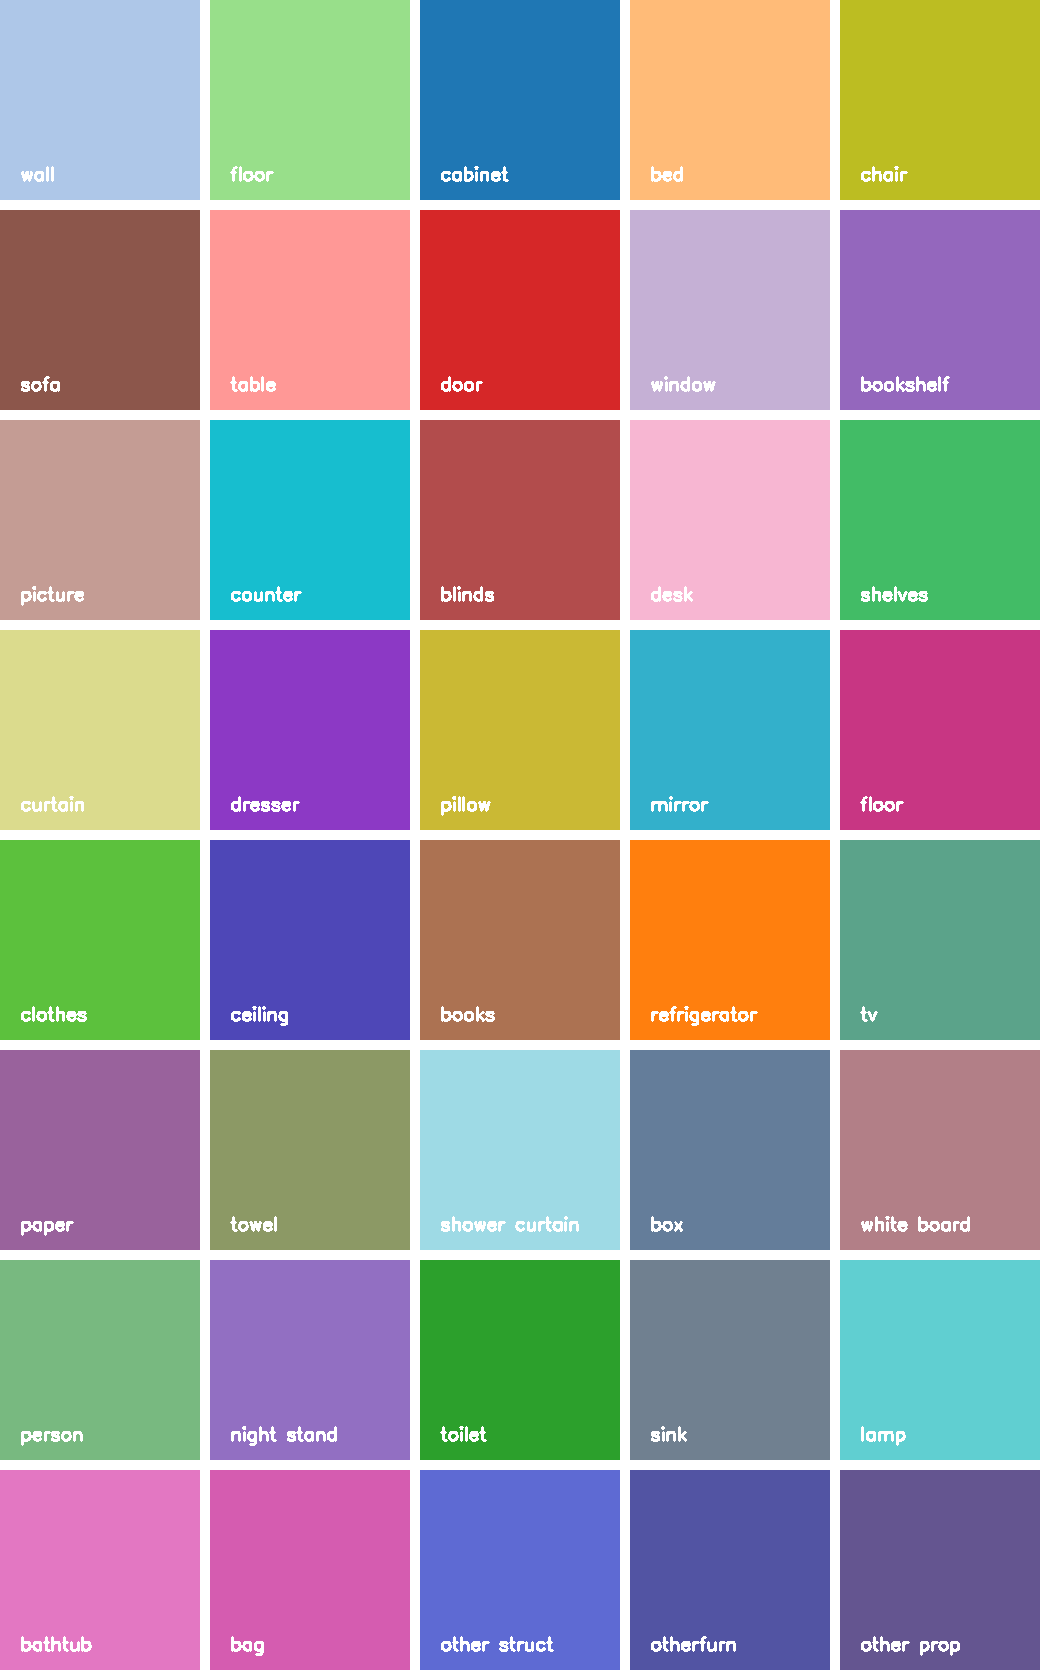 wall
floor
cabinet
bed
chair
sofa
table
door
window
bookshelf
picture
counter
blinds
desk
shelves
curtain
dresser
pillow
mirror
floor
clothes
ceiling
books
refrigerator
tv
paper
towel
shower curtain
box
white board
person
night stand
toilet
sink
lamp
bathtub
bag
other struct
otherfurn
other prop